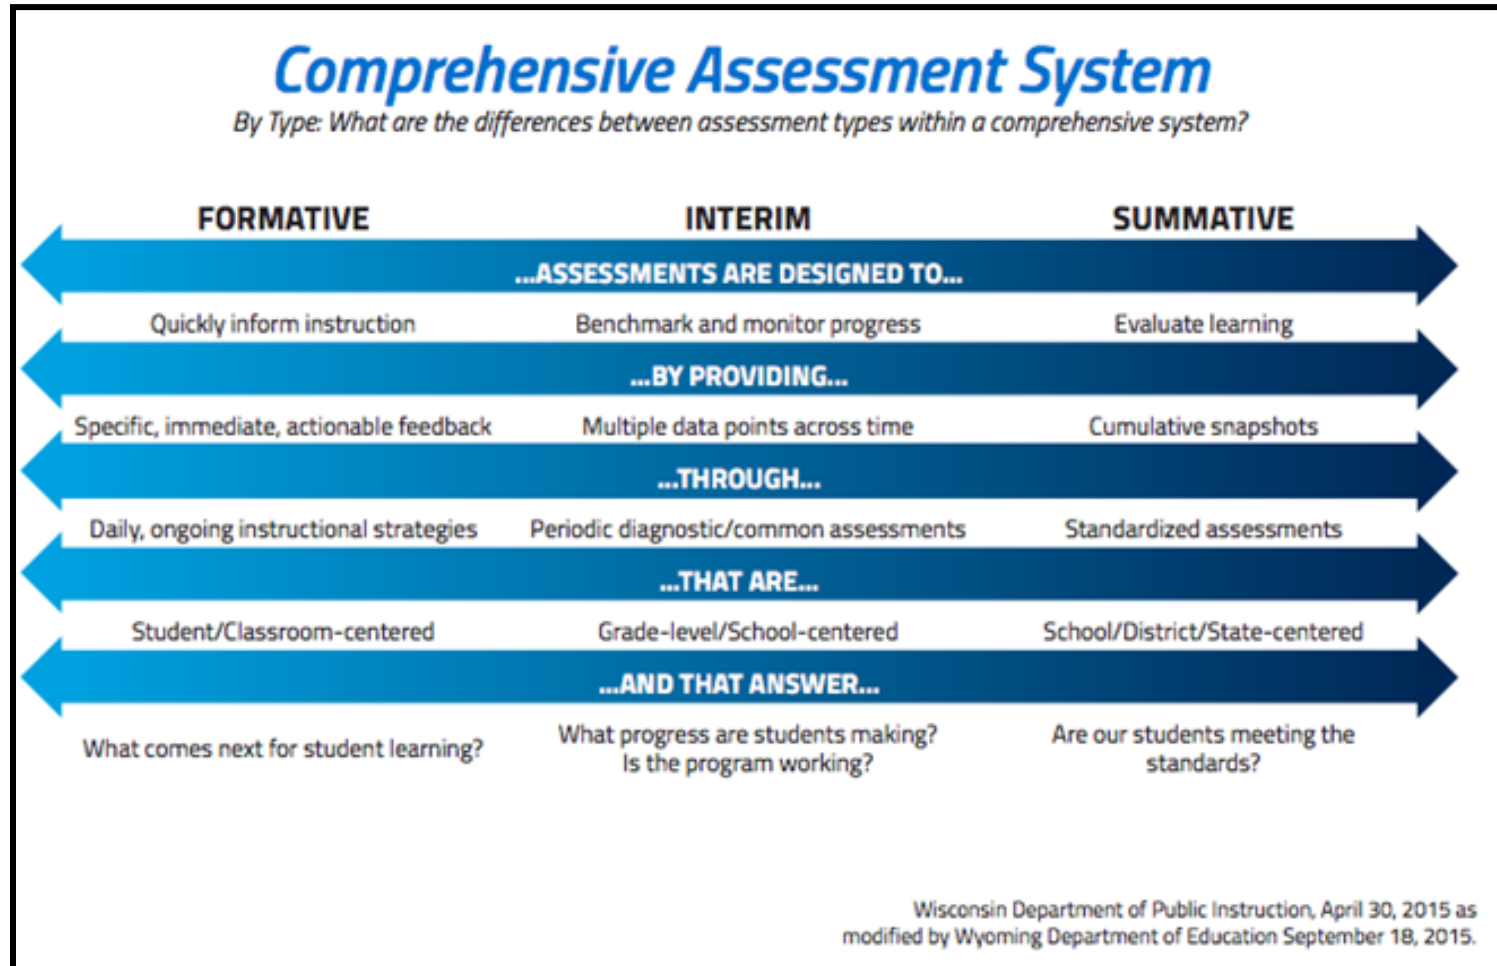 Comprehensive Assessment System
By Type: What are the differences between assessment types within a comprehensive system?
FORMATIVE INTERIM SUMMATIVE
...ASSESSMENTS ARE DESIGNED TO...
Quickly inform instruction Benchmark and monitor progress Evaluate learning
...BY PROVIDING...
Specific, immediate, actionable feedback Multiple data points across time Cumulative snapshots
...THROUGH...
Daily, ongoing instructional strategies Periodic diagnostic/common assessments Standardized assessments
...THAT ARE...
Student/Classroom-centered Grade-level/School-centered School/District/State-centered
...AND THAT ANSWER...
What comes next for student learning?
What progress are students making?
Is the program working?
Are our students meeting the
standards?
Wisconsin Department of Public Instruction, April 30, 2015 as
modified by Wyoming Department of Education September 18, 2015.